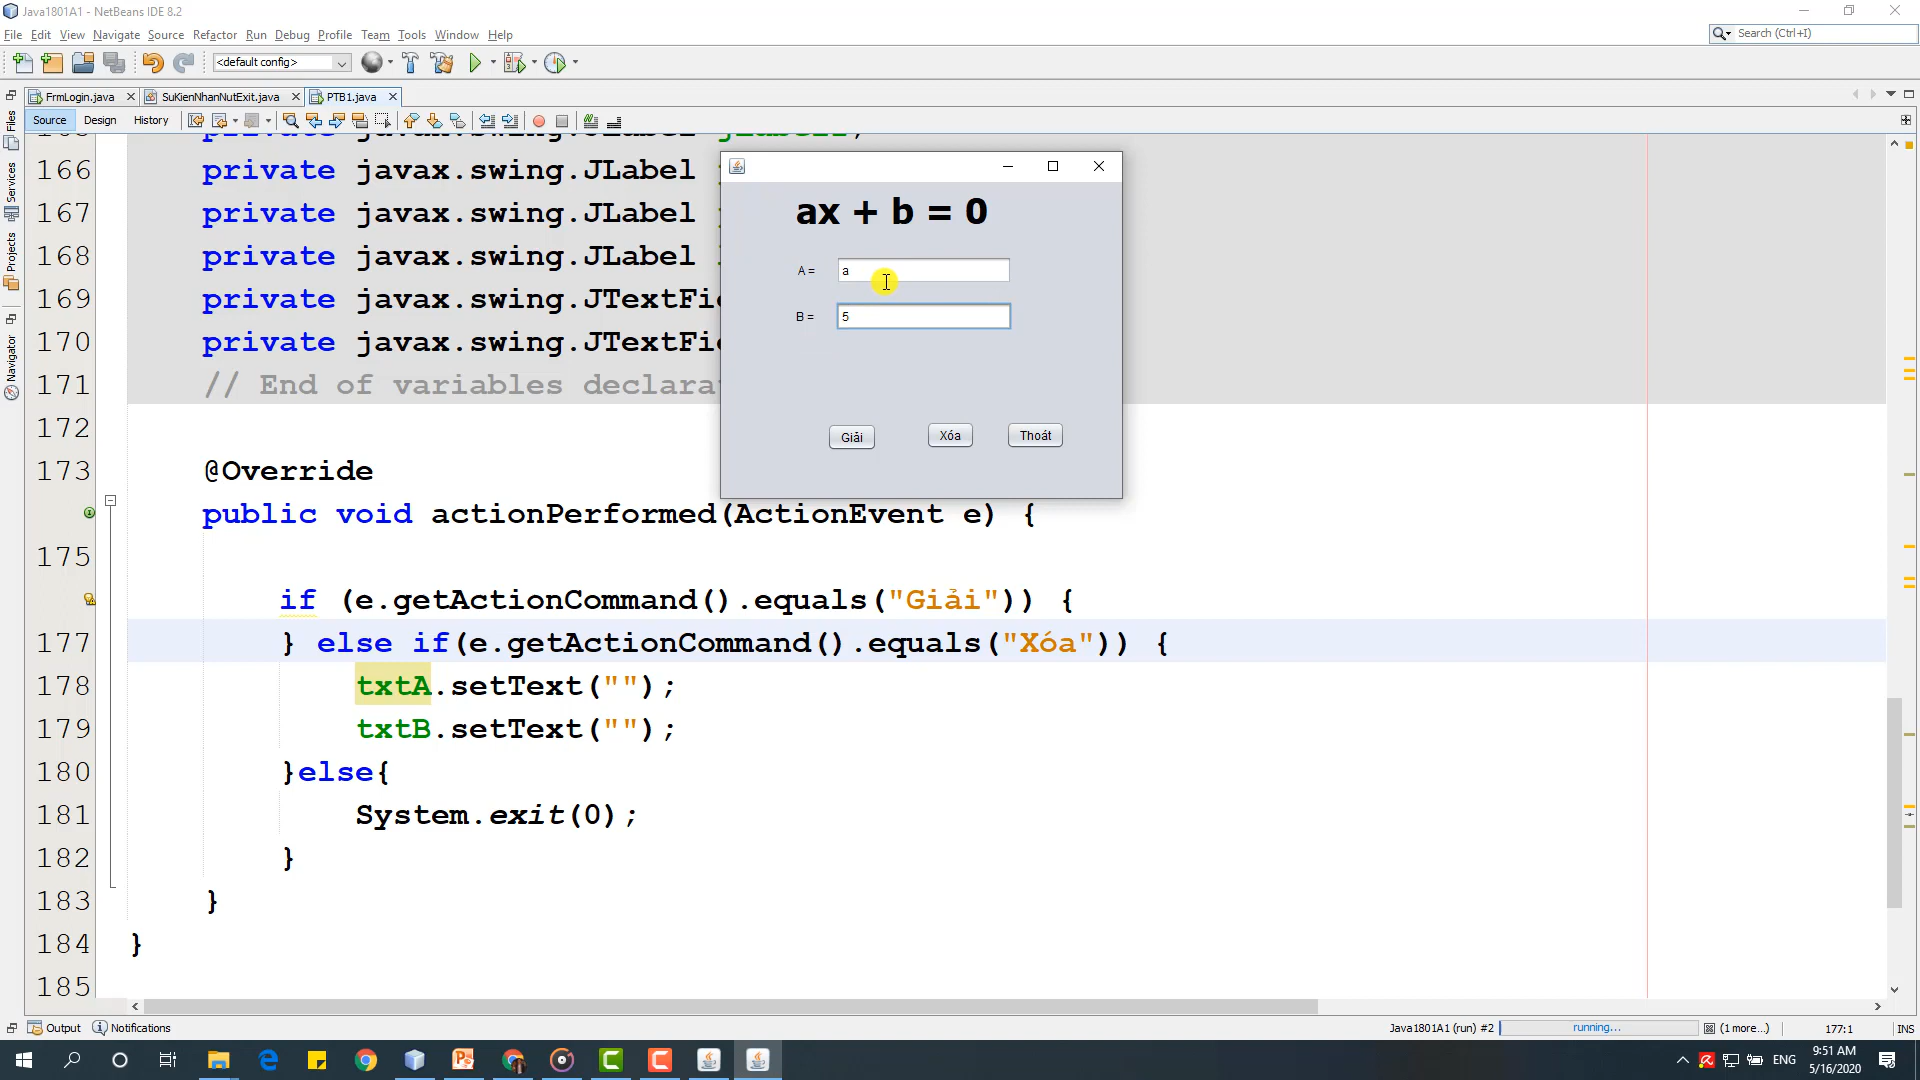 Java1801A1 - NetBeans IDE 8.2
File Edit View Navigate Source Refactor Run Debug Profile Team Tools Window Help
Search (Ctrl+I)
<default config>
FrmLogin.java
SuKienNhanNutExit.java
PTB1.java
Source Design History
Files
Services
Projects
Navigator
166 private javax.swing.JLabel
167 private javax.swing.JLabel
168 private javax.swing.JLabel
169 private javax.swing.JTextFi
170 private javax.swing.JTextFi
171 // End of variables declara
172
173 @Override
public void actionPerformed(ActionEvent e) {
175
if (e.getActionCommand().equals("Giải")) {
177 } else if(e.getActionCommand().equals("Xóa")) {
178 txtA.setText("");
179 txtB.setText("");
180 }else{
181 System.exit(0);
182 }
183 }
184 }
185
ax + b = 0
A = a
B = 5
Giải Xóa Thoát
Output
Notifications
Java1801A1 (run) #2
running...
(1 more...)
177:1
INS
ENG
9:51 AM
5/16/2020